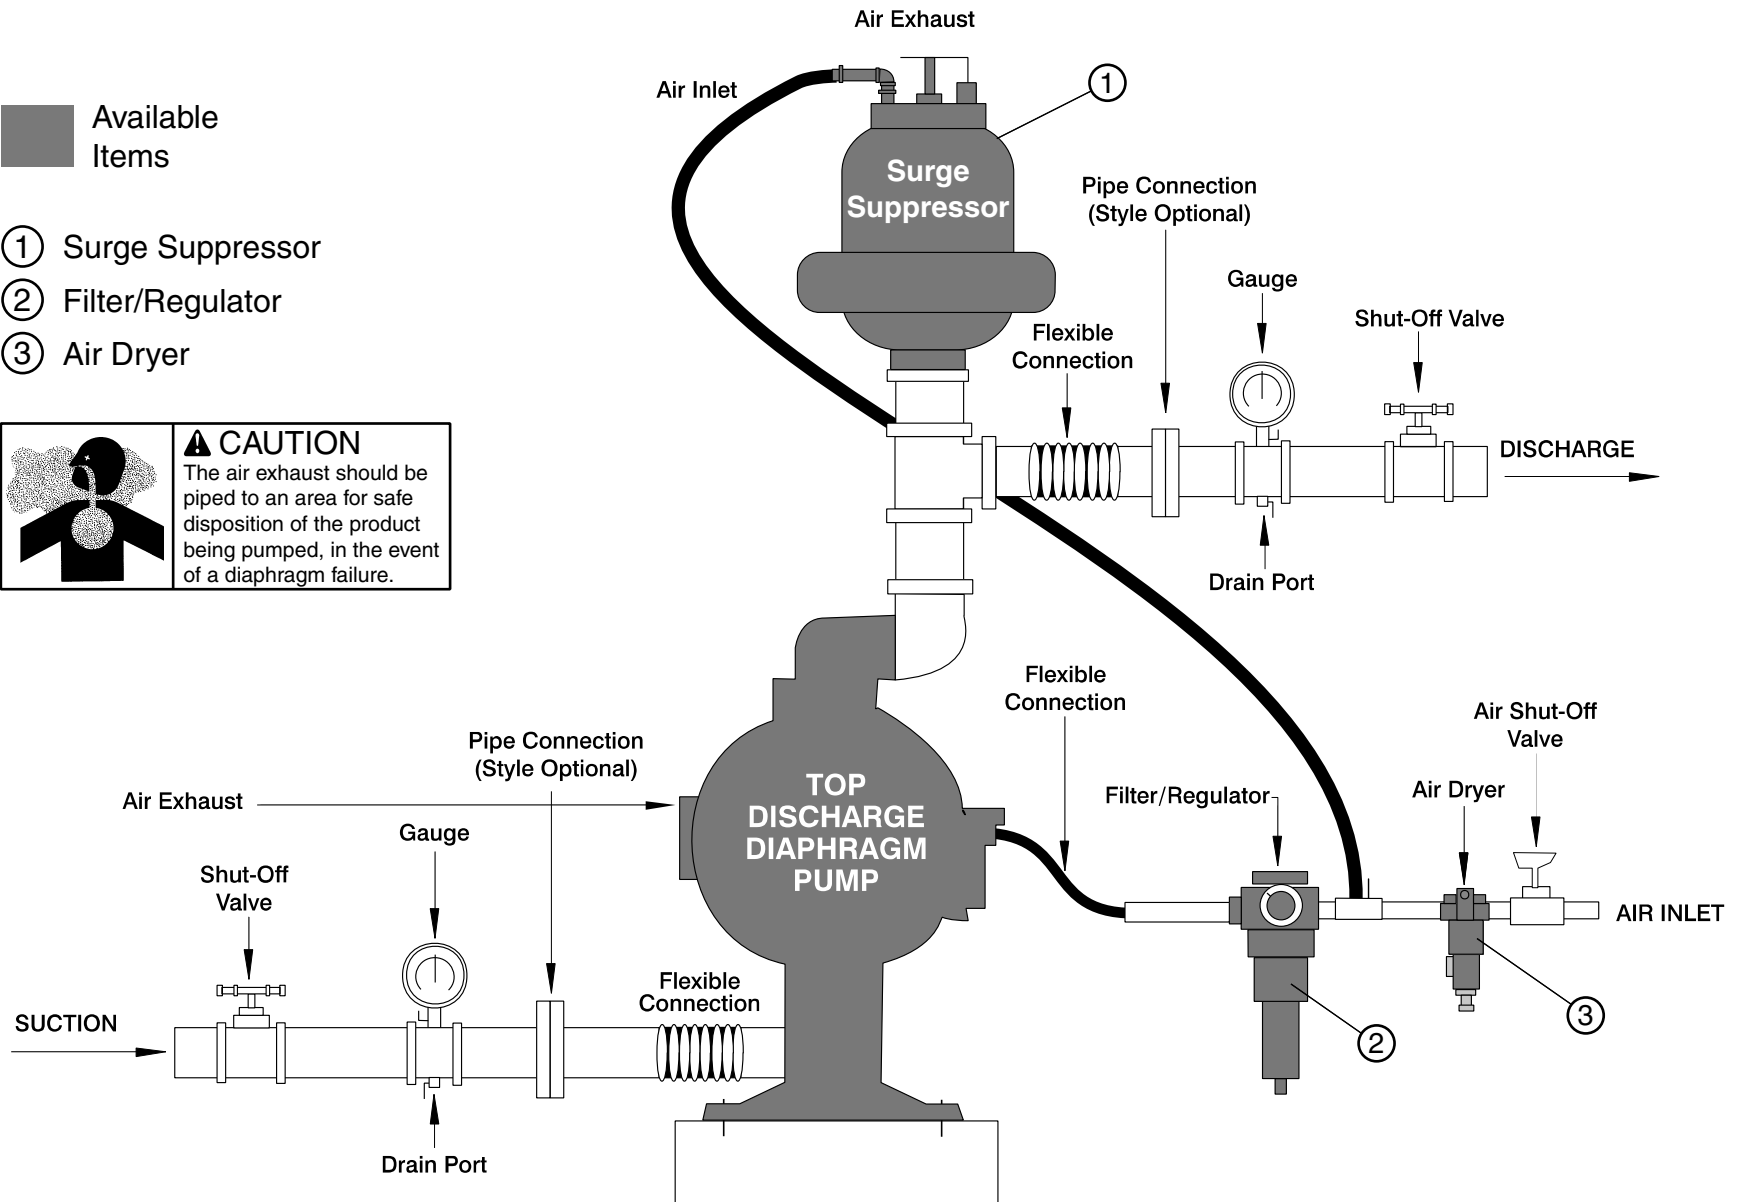 Air Exhaust
Air Inlet
1
Available
Items
Surge
Suppressor
Pipe Connection
(Style Optional)
1 Surge Suppressor
2 Filter/Regulator
3 Air Dryer
Gauge
Shut-Off Valve
Flexible
Connection
CAUTION
The air exhaust should be
piped to an area for safe
disposition of the product
being pumped, in the event
of a diaphragm failure.
DISCHARGE
Drain Port
Flexible
Connection
Air Shut-Off
Valve
Pipe Connection
(Style Optional)
TOP
DISCHARGE
DIAPHRAGM
PUMP
Air Exhaust
Filter/Regulator
Air Dryer
Gauge
Shut-Off
Valve
AIR INLET
Flexible
Connection
SUCTION
2
3
Drain Port